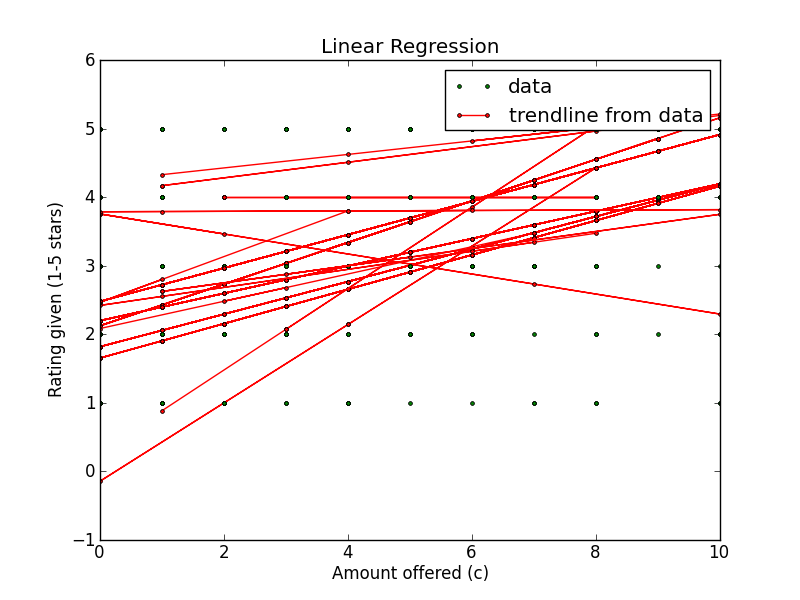 Linear Regression
data
trendline from data
6
5
4
3
2
1
0
−1
Rating given (1-5 stars)
0 2 4 6 8 10
Amount offered (c)